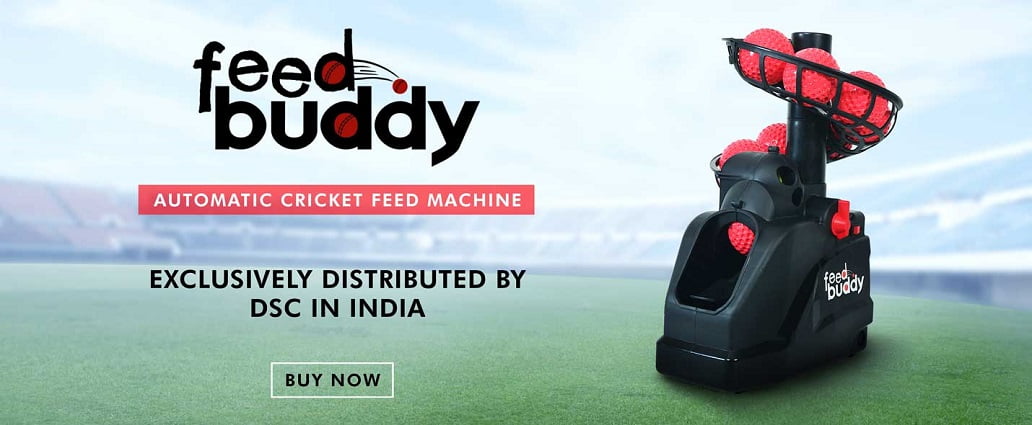 feed
buddy
AUTOMATIC CRICKET FEED MACHINE
EXCLUSIVELY DISTRIBUTED BY
DSC IN INDIA
BUY NOW
feed
buddy